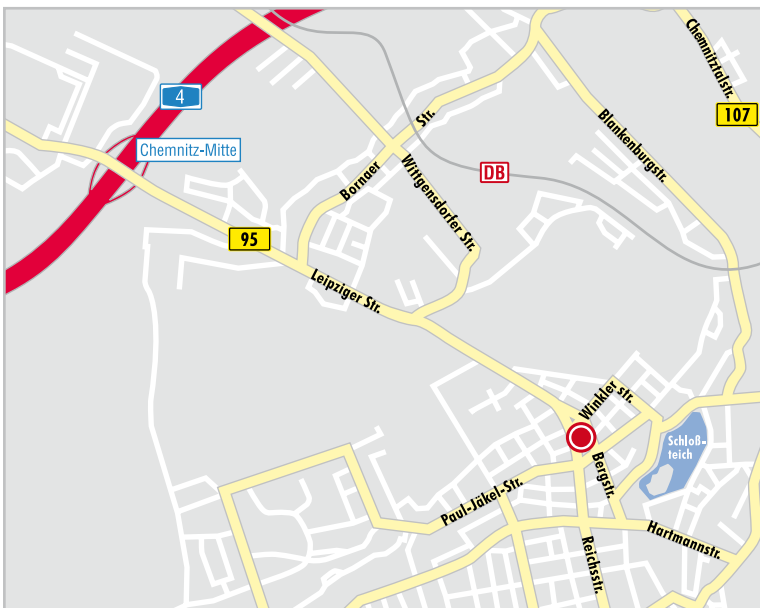 Chemnitztalstr.
4
107
Blankenburgstr.
Chemnitz-Mitte
Bornaer
Str.
DB
Wittgensdorfer Str.
95
Leipziger Str.
Winkler str.
Schloß-
teich
Bergstr.
Paul-Jäkel-Str.
Hartmannstr.
Reichsstr.